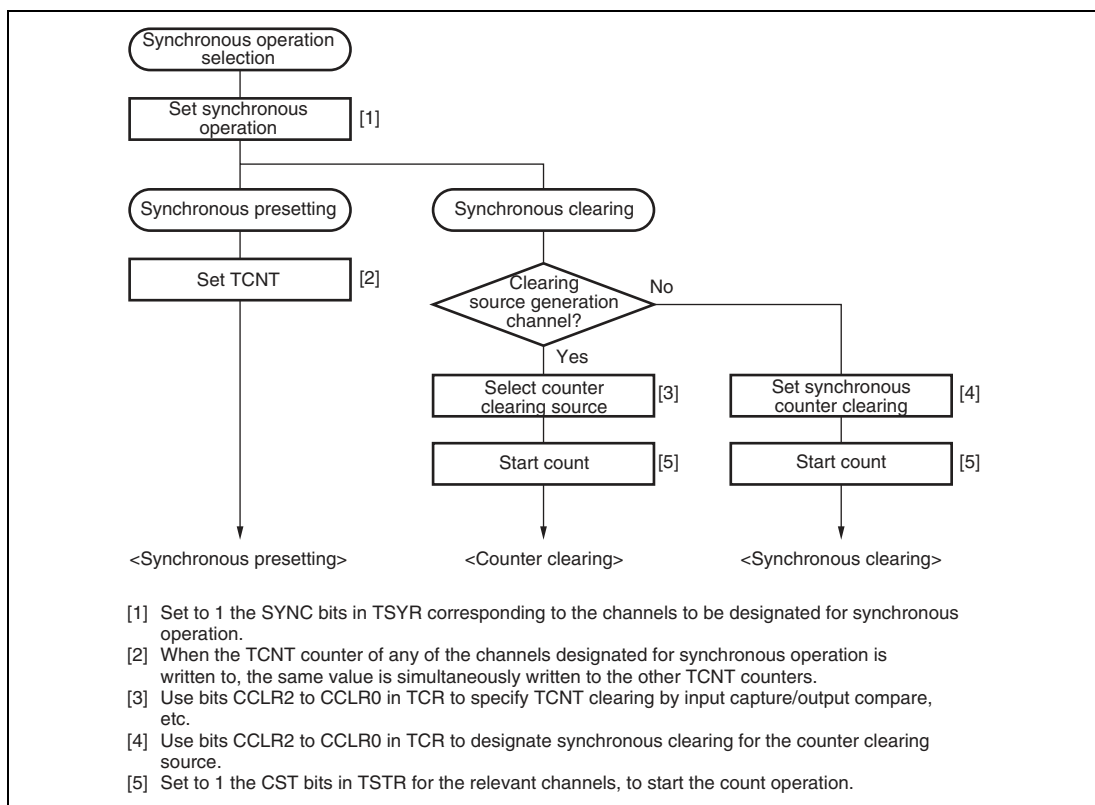 Synchronous operation
selection
Set synchronous
operation
[1]
Synchronous presetting
Synchronous clearing
Set TCNT
[2]
Clearing
source generation
channel?
No
Yes
Select counter
clearing source
[3]
Set synchronous
counter clearing
[4]
Start count
[5]
Start count
[5]
<Synchronous presetting>
<Counter clearing>
<Synchronous clearing>
[1] Set to 1 the SYNC bits in TSYR corresponding to the channels to be designated for synchronous
operation.
[2] When the TCNT counter of any of the channels designated for synchronous operation is
written to, the same value is simultaneously written to the other TCNT counters.
[3] Use bits CCLR2 to CCLR0 in TCR to specify TCNT clearing by input capture/output compare,
etc.
[4] Use bits CCLR2 to CCLR0 in TCR to designate synchronous clearing for the counter clearing
source.
[5] Set to 1 the CST bits in TSTR for the relevant channels, to start the count operation.